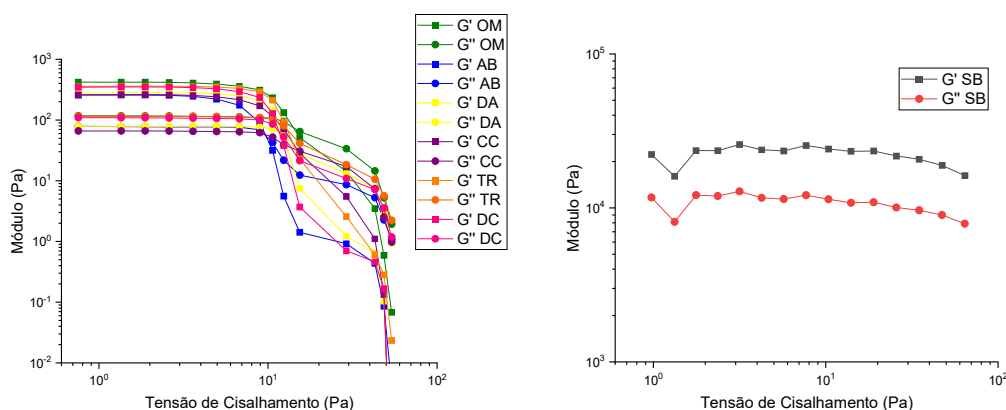 G' OM
G'' OM
G' AB
G'' AB
G' DA
G'' DA
G' CC
G'' CC
G' TR
G'' TR
G' DC
G'' DC
10³
10²
10¹
10⁰
10⁻¹
10⁻²
Módulo (Pa)
10⁰
10¹
10²
Tensão de Cisalhamento (Pa)
G' SB
G'' SB
10⁵
10⁴
10³
Módulo (Pa)
10⁰
10¹
10²
Tensão de Cisalhamento (Pa)